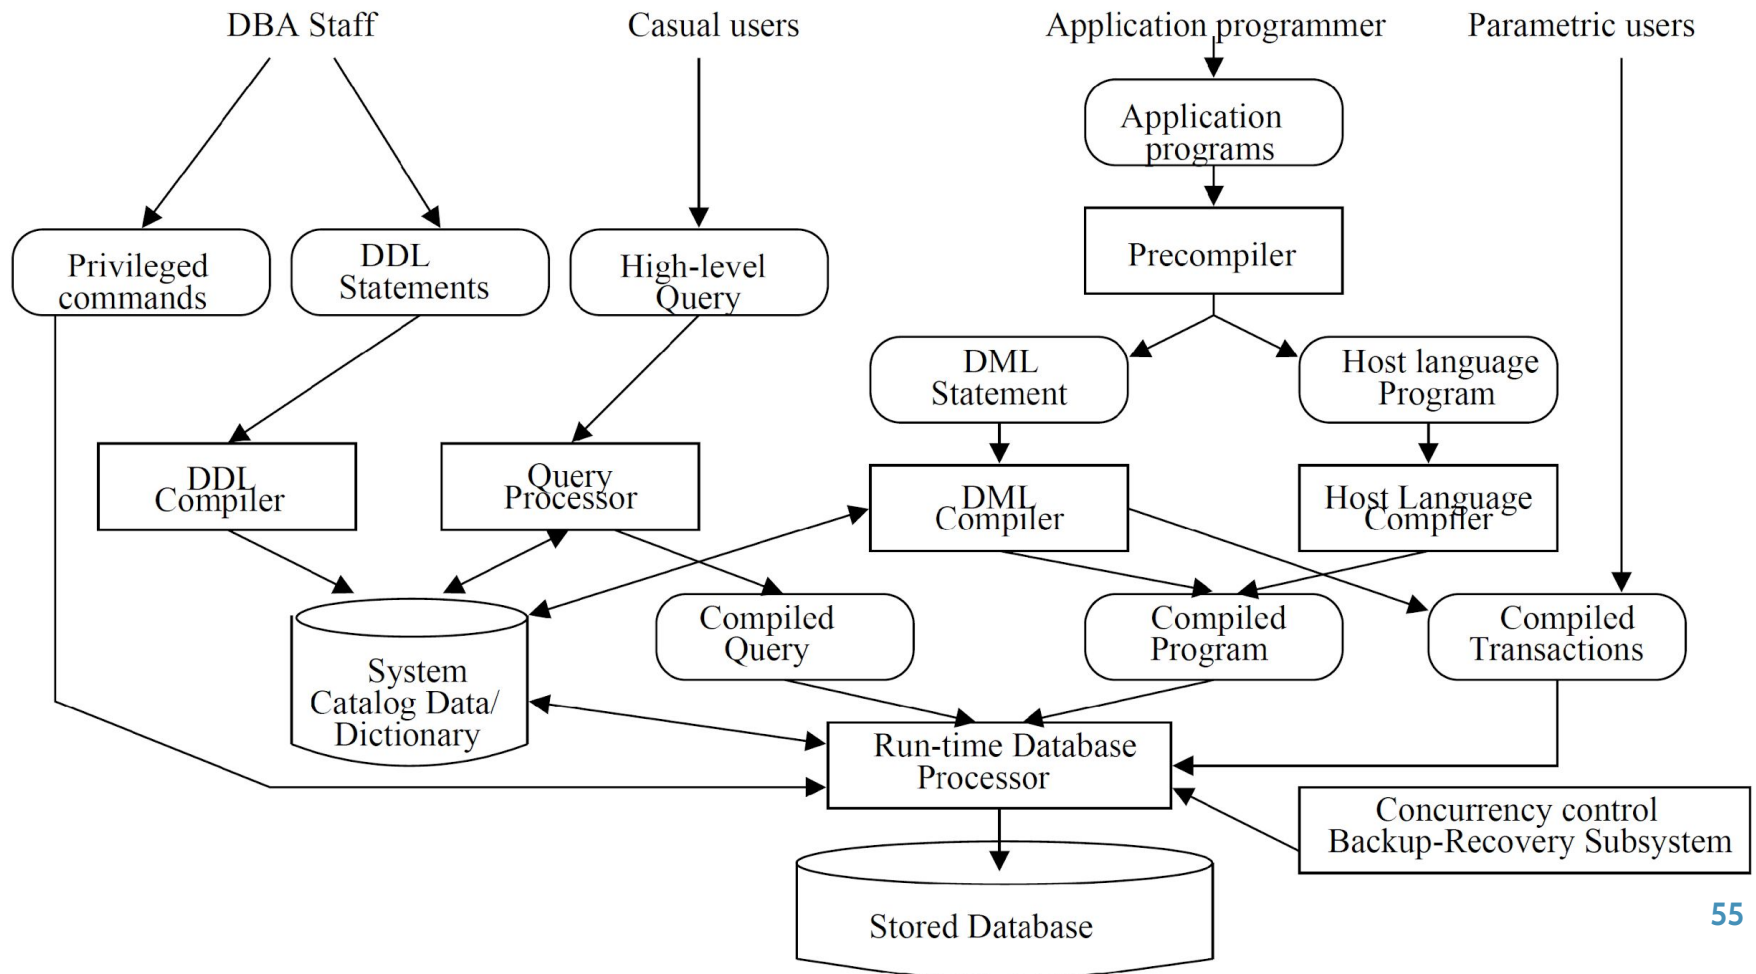 DBA Staff
Casual users
Application programmer
Parametric users
Application
programs
Precompiler
Privileged
commands
DDL
Statements
High-level
Query
DML
Statement
Host language
Program
DDL
Compiler
Query
Processor
DML
Compiler
Host Language
Compiler
Compiled
Query
Compiled
Program
Compiled
Transactions
System
Catalog Data/
Dictionary
Run-time Database
Processor
Concurrency control
Backup-Recovery Subsystem
Stored Database
55